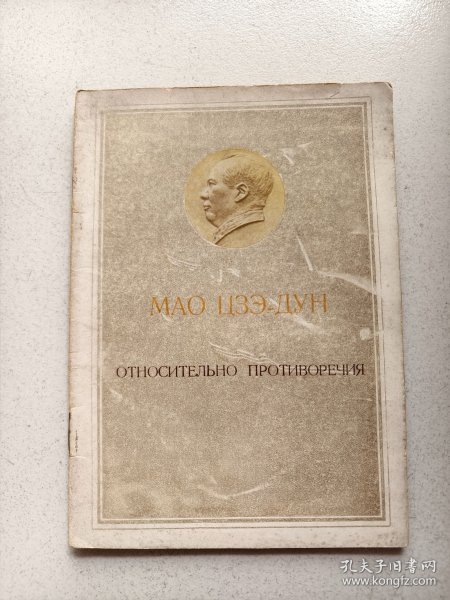 МАО ЦЗЭ-ДУН
ОТНОСИТЕЛЬНО ПРОТИВОРЕЧИЯ
孔夫子旧书网
www.kongfz.com